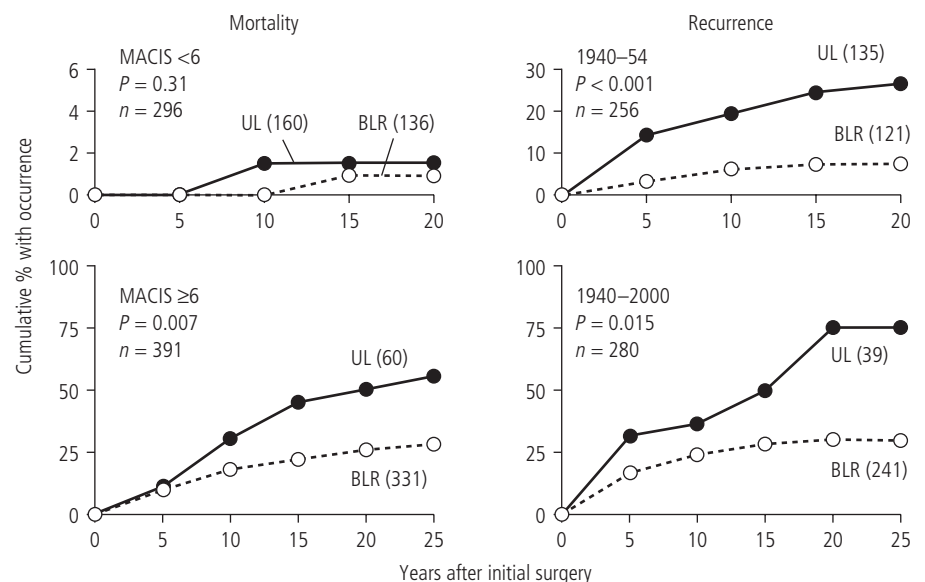 Mortality
Recurrence
Cumulative % with occurrence
MACIS <6
P = 0.31
n = 296
6
4
2
0
UL (160)
BLR (136)
0 5 10 15 20
1940–54
P < 0.001
n = 256
30
20
10
0
UL (135)
BLR (121)
0 5 10 15 20
MACIS ≥6
P = 0.007
n = 391
100
75
50
25
0
UL (60)
BLR (331)
0 5 10 15 20 25
1940–2000
P = 0.015
n = 280
100
75
50
25
0
UL (39)
BLR (241)
0 5 10 15 20 25
Years after initial surgery